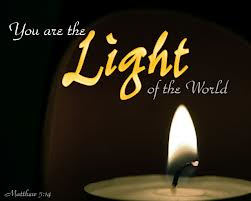 You are the
Light
of the World
Matthew 5:14